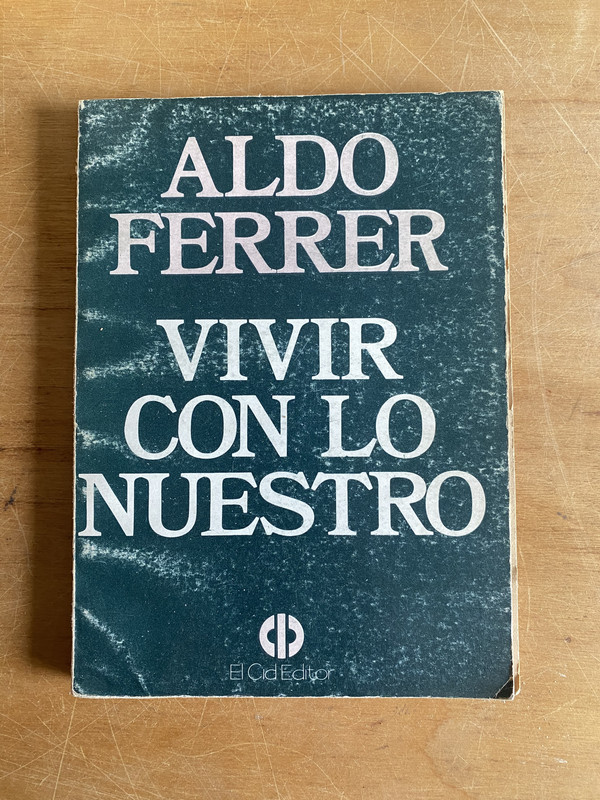 ALDO
FERRER
VIVIR
CON LO
NUESTRO
El Cid Editor